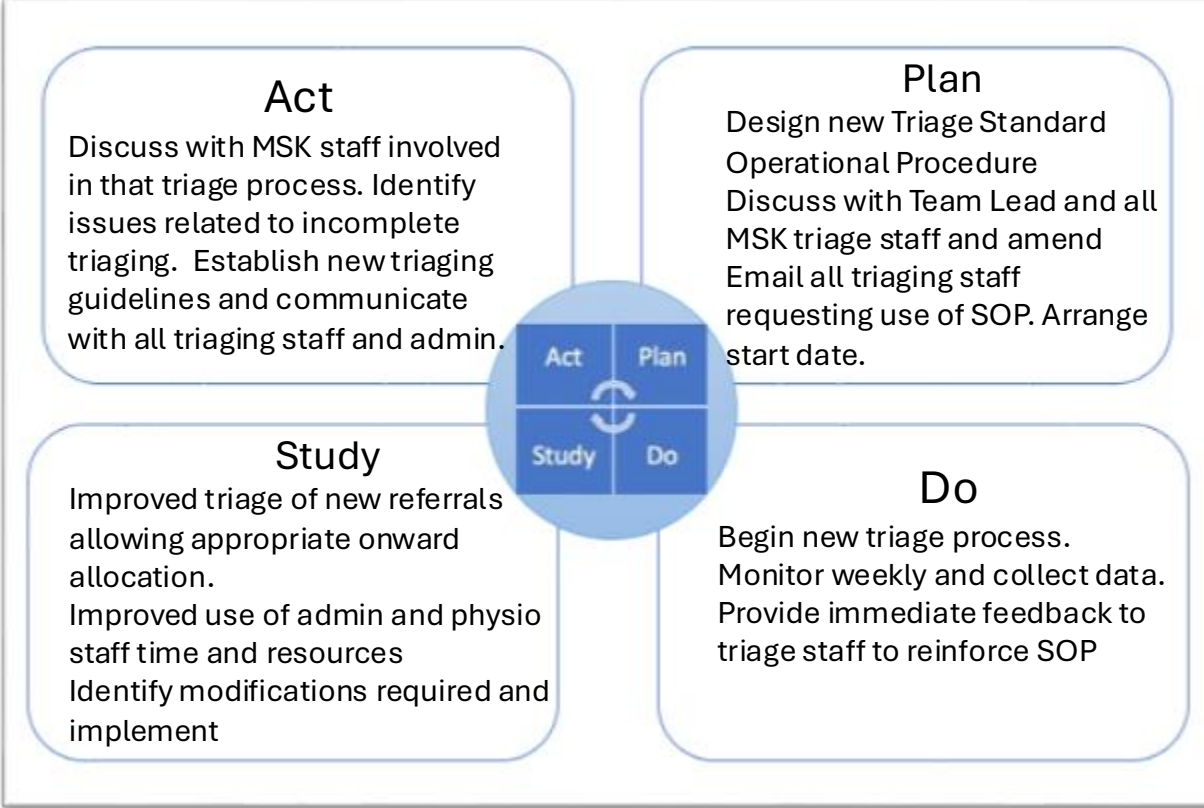 Act
Discuss with MSK staff involved
in that triage process. Identify
issues related to incomplete
triaging.  Establish new triaging
guidelines and communicate
with all triaging staff and admin.
Plan
Design new Triage Standard
Operational Procedure
Discuss with Team Lead and all
MSK triage staff and amend
Email all triaging staff
requesting use of SOP. Arrange
start date.
Act
Plan
Study
Do
Study
Improved triage of new referrals
allowing appropriate onward
allocation.
Improved use of admin and physio
staff time and resources
Identify modifications required and
implement
Do
Begin new triage process.
Monitor weekly and collect data.
Provide immediate feedback to
triage staff to reinforce SOP